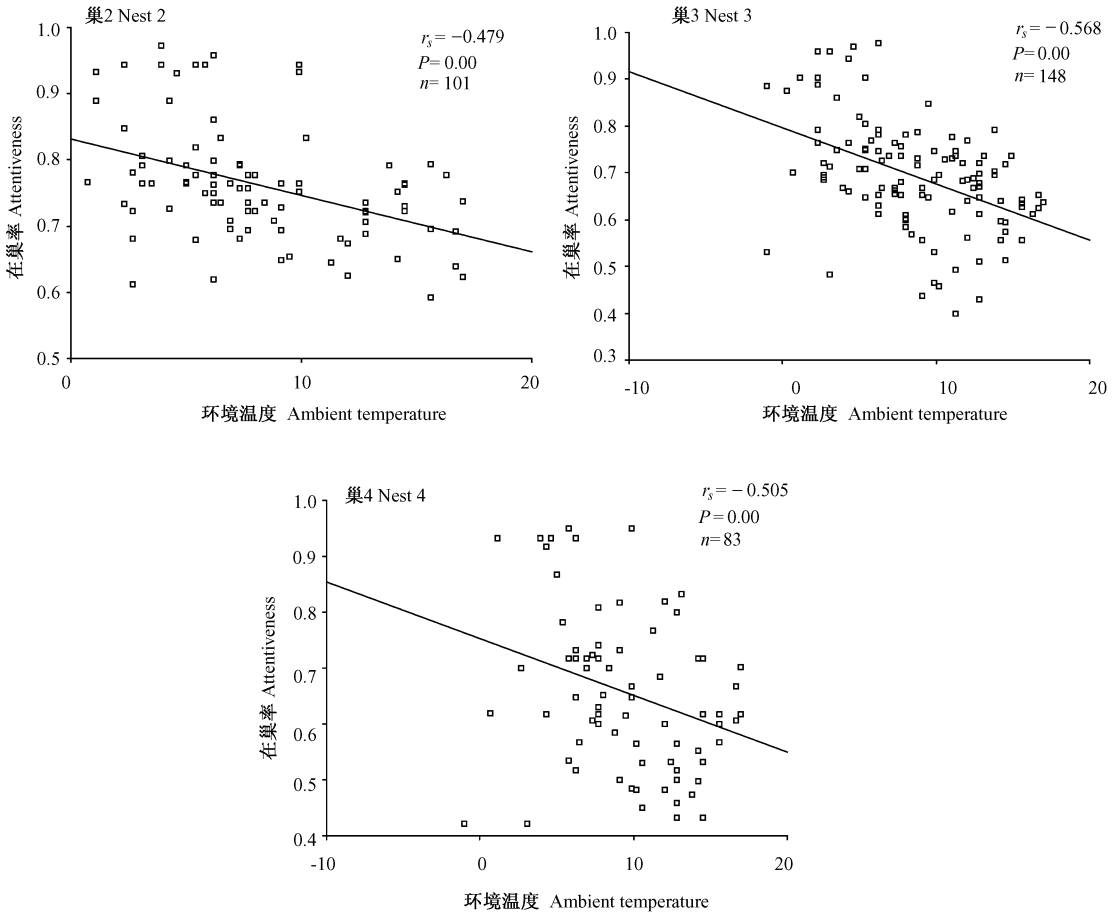 巢2 Nest 2
rs = −0.479
P= 0.00
n= 101
1.0
0.9
0.8
0.7
0.6
0.5
在巢率 Attentiveness
0
10
20
环境温度 Ambient temperature
巢3 Nest 3
rs = −0.568
P=0.00
n= 148
1.0
0.9
0.8
0.7
0.6
0.5
0.4
0.3
在巢率 Attentiveness
-10
0
10
20
环境温度 Ambient temperature
巢4 Nest 4
rs = −0.505
P= 0.00
n=83
1.0
0.9
0.8
0.7
0.6
0.5
0.4
在巢率 Attentiveness
-10
0
10
20
环境温度 Ambient temperature